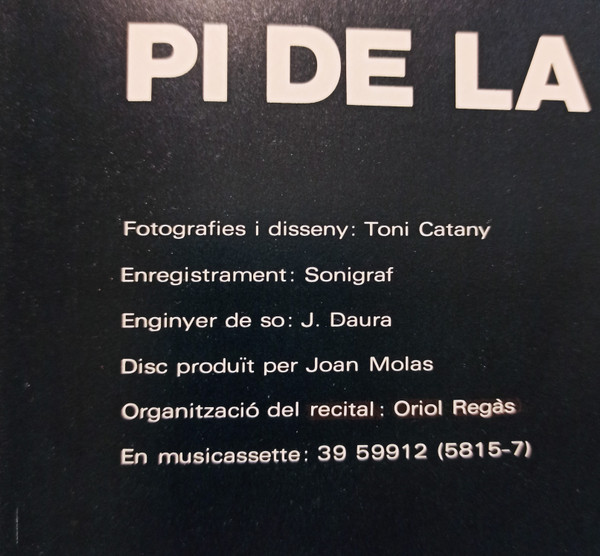 PI DE LA
Fotografies i disseny: Toni Catany
Enregistrament: Sonigraf
Enginyer de so: J. Daura
Disc produït per Joan Molas
Organització del recital: Oriol Regàs
En musicassette: 39 59912 (5815-7)